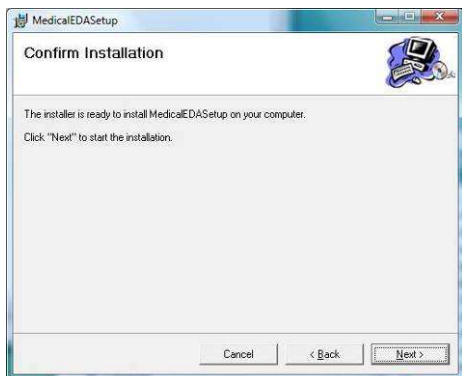 MedicalEDASetup
Confirm Installation
The installer is ready to install MedicalEDASetup on your computer.
Click "Next" to start the installation.
Cancel
< Back
Next >